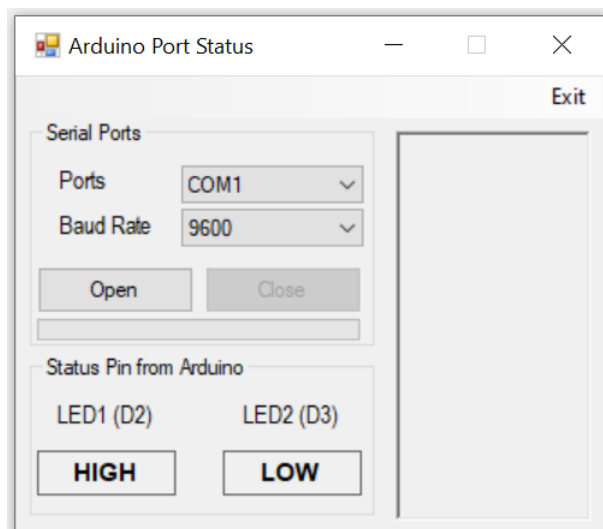 Arduino Port Status
Exit
Serial Ports
Ports COM1
Baud Rate 9600
Open Close
Status Pin from Arduino
LED1 (D2) LED2 (D3)
HIGH LOW